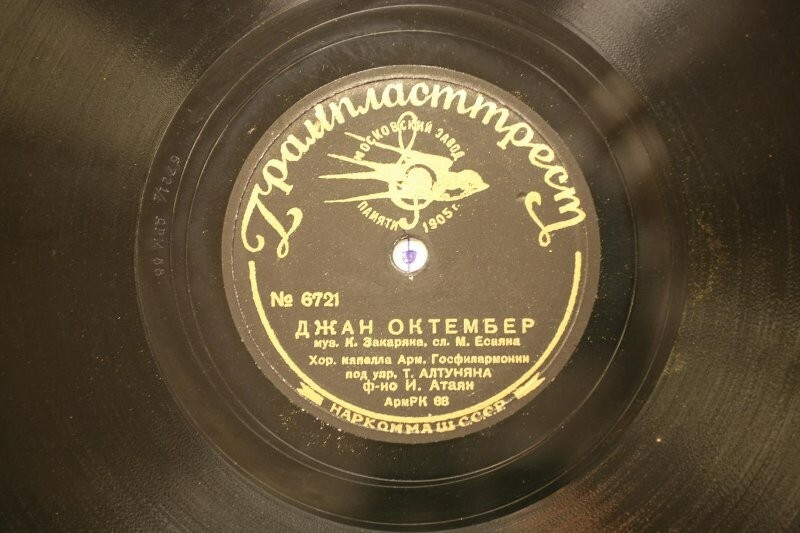 Грампласттрест
МОСКОВСКИЙ ЗАВОД
ПАМЯТИ 1905 г.
№ 6721
ДЖАН ОКТЕМБЕР
муз. К. Закаряна, сл. М. Есаяна
Хор. капелла Арм. Госфилармонии
под упр. Т. АЛТУНЯНА
ф-но И. Атаян
АрмРК 68
НАРКОММАШ СССР